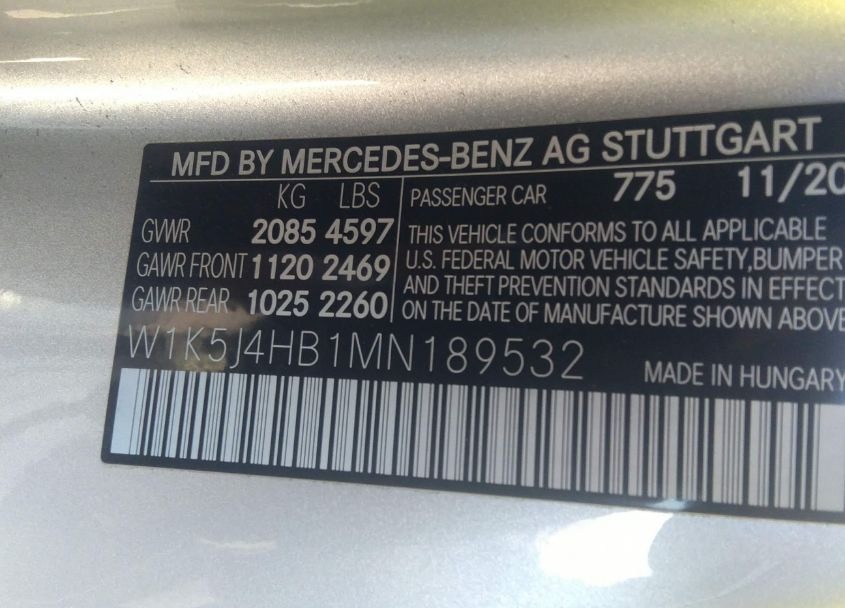 MFD BY MERCEDES-BENZ AG STUTTGART
KG LBS
GVWR 2085 4597
GAWR FRONT 1120 2469
GAWR REAR 1025 2260
PASSENGER CAR 775 11/20
THIS VEHICLE CONFORMS TO ALL APPLICABLE
U.S. FEDERAL MOTOR VEHICLE SAFETY, BUMPER
AND THEFT PREVENTION STANDARDS IN EFFECT
ON THE DATE OF MANUFACTURE SHOWN ABOVE
W1K5J4HB1MN189532
MADE IN HUNGARY